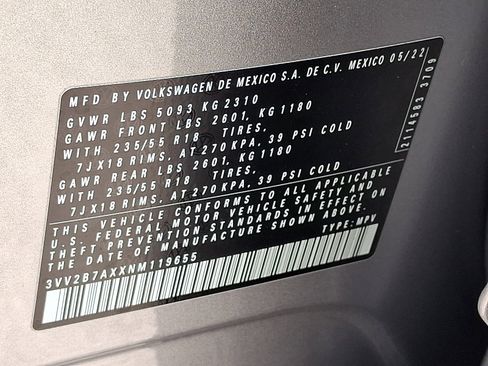 MFD BY VOLKSWAGEN DE MEXICO S.A. DE C.V. MEXICO 05/22
GVWR LBS 5093 KG 2310
GAWR FRONT LBS 2601, KG 1180
WITH 235/55 R18 TIRES,
7JX18 RIMS, AT 270 KPA, 39 PSI COLD
GAWR REAR LBS 2601, KG 1180
WITH 235/55 R18 TIRES,
7JX18 RIMS, AT 270 KPA, 39 PSI COLD
THIS VEHICLE CONFORMS TO ALL APPLICABLE
U.S. FEDERAL MOTOR VEHICLE SAFETY AND
THEFT PREVENTION STANDARDS IN EFFECT ON
THE DATE OF MANUFACTURE SHOWN ABOVE.
3VV2B7AXXNM119655 TYPE: MPV
2114583 3709